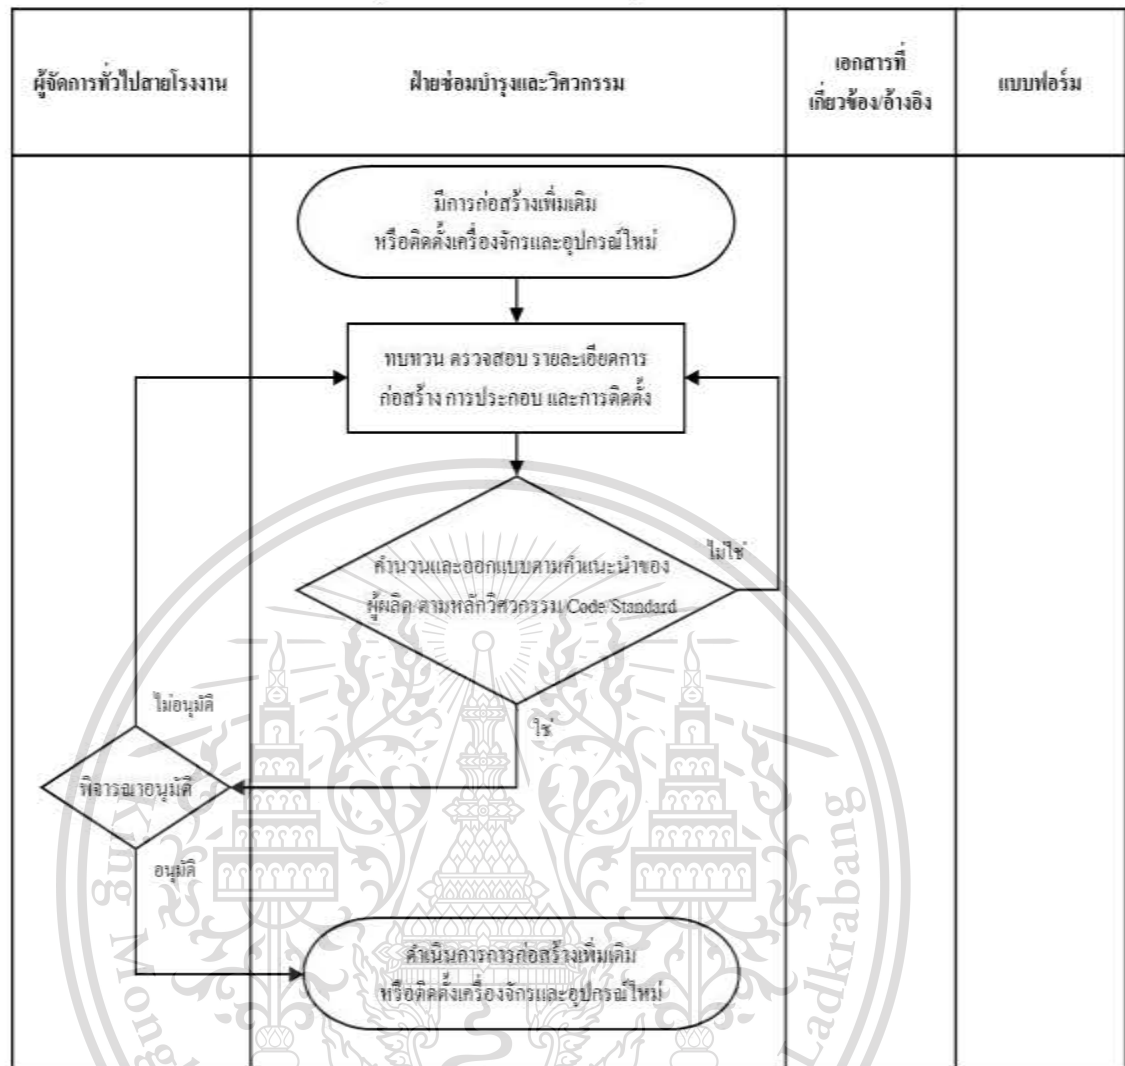 ผู้จัดการทั่วไปสายโรงงาน
ฝ่ายซ่อมบำรุงและวิศวกรรม
เอกสารที่
เกี่ยวข้อง/อ้างอิง
แบบฟอร์ม
มีการก่อสร้างเพิ่มเติม
หรือติดตั้งเครื่องจักรและอุปกรณ์ใหม่
ทบทวน ตรวจสอบ รายละเอียดการ
ก่อสร้าง การประกอบ และการติดตั้ง
คำนวนและออกแบบตามคำแนะนำของ
ผู้ผลิต/ตามหลักวิศวกรรม/Code/Standard
ไม่ใช่
ใช่
ไม่อนุมัติ
พิจารณาอนุมัติ
อนุมัติ
ดำเนินการการก่อสร้างเพิ่มเติม
หรือติดตั้งเครื่องจักรและอุปกรณ์ใหม่
King
Ladkrabang